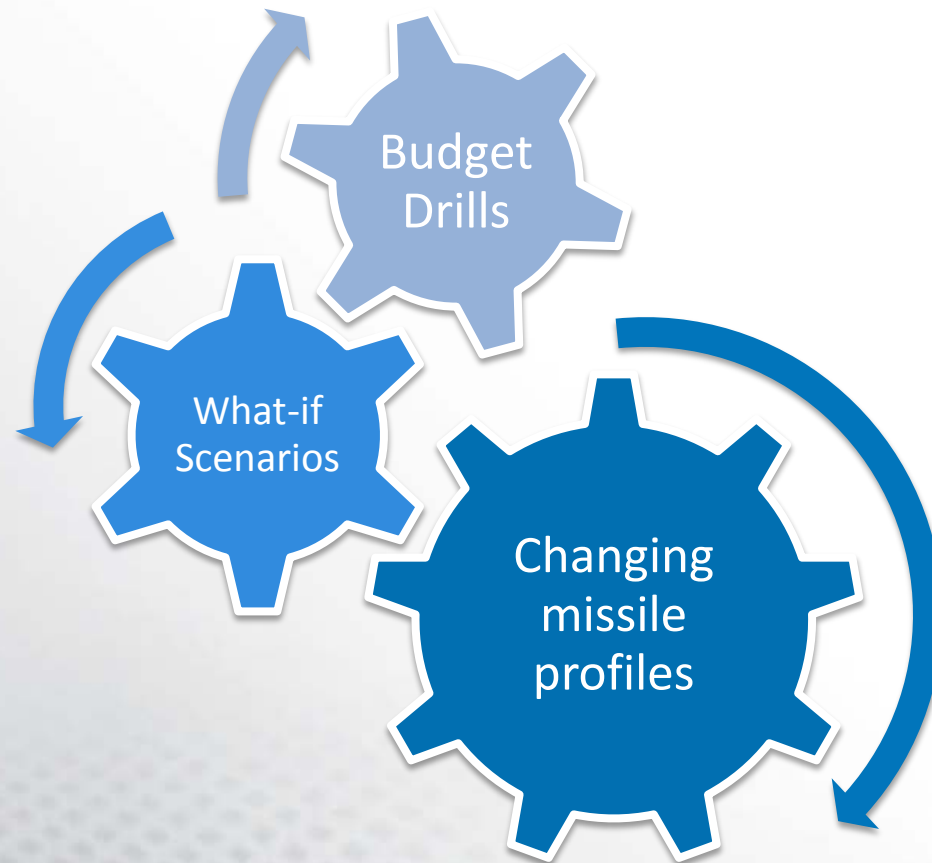 Budget
Drills
What-if
Scenarios
Changing
missile
profiles